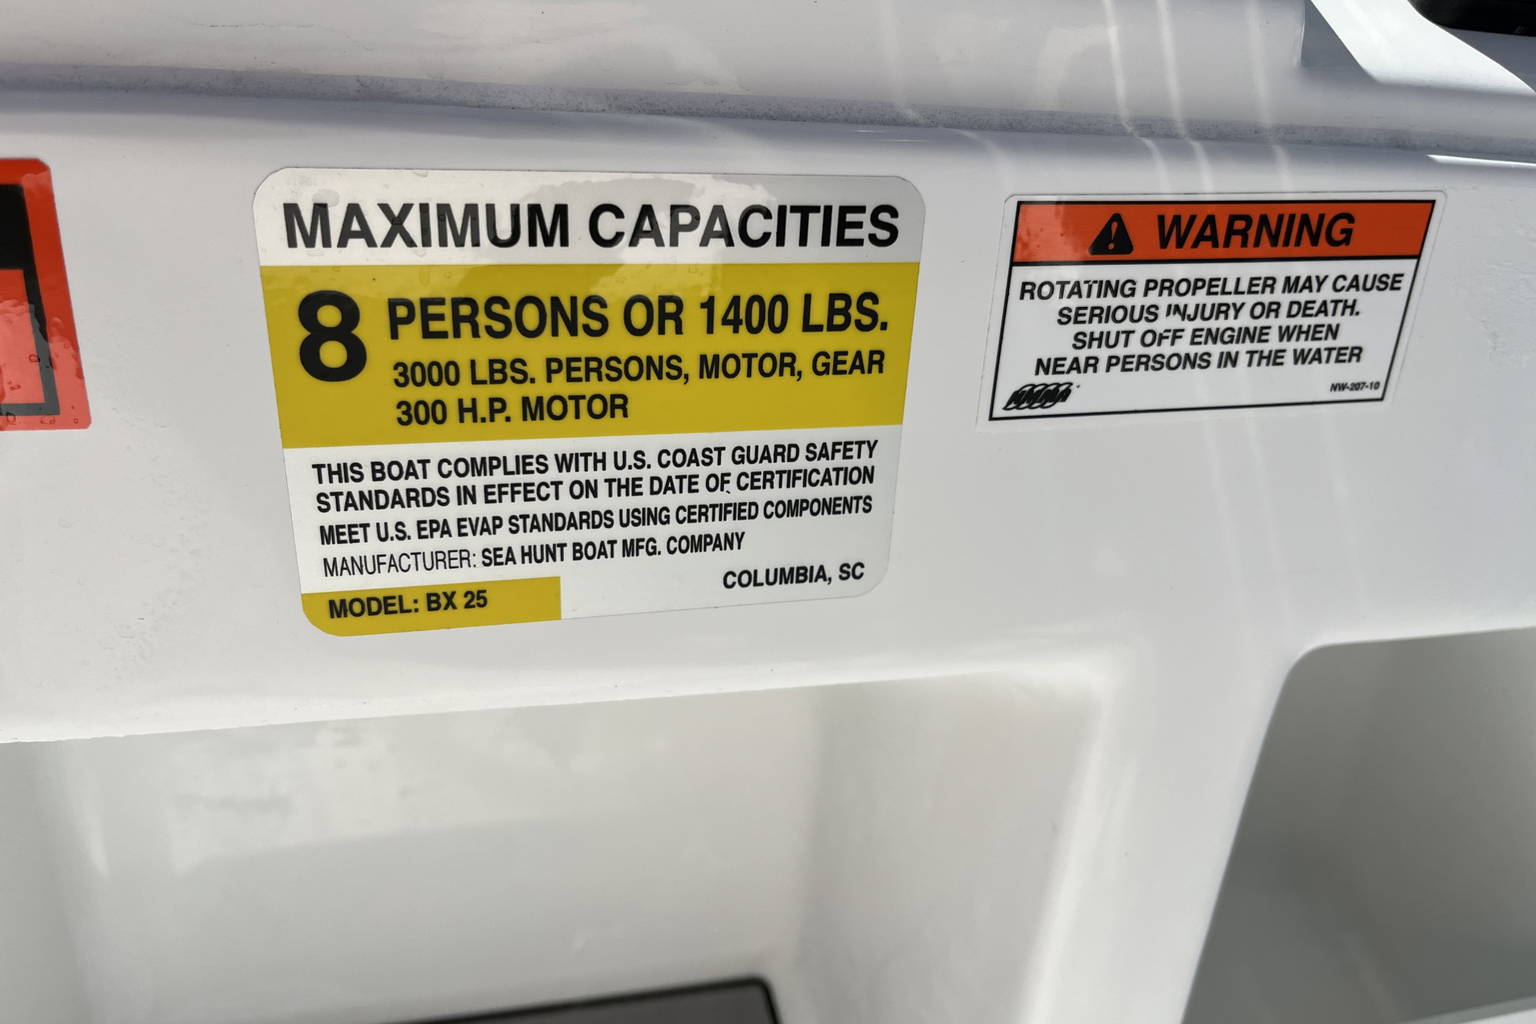 MAXIMUM CAPACITIES
8 PERSONS OR 1400 LBS.
3000 LBS. PERSONS, MOTOR, GEAR
300 H.P. MOTOR
THIS BOAT COMPLIES WITH U.S. COAST GUARD SAFETY
STANDARDS IN EFFECT ON THE DATE OF CERTIFICATION
MEET U.S. EPA EVAP STANDARDS USING CERTIFIED COMPONENTS
MANUFACTURER: SEA HUNT BOAT MFG. COMPANY
COLUMBIA, SC
MODEL: BX 25
WARNING
ROTATING PROPELLER MAY CAUSE
SERIOUS INJURY OR DEATH.
SHUT OFF ENGINE WHEN
NEAR PERSONS IN THE WATER
NW-207-10